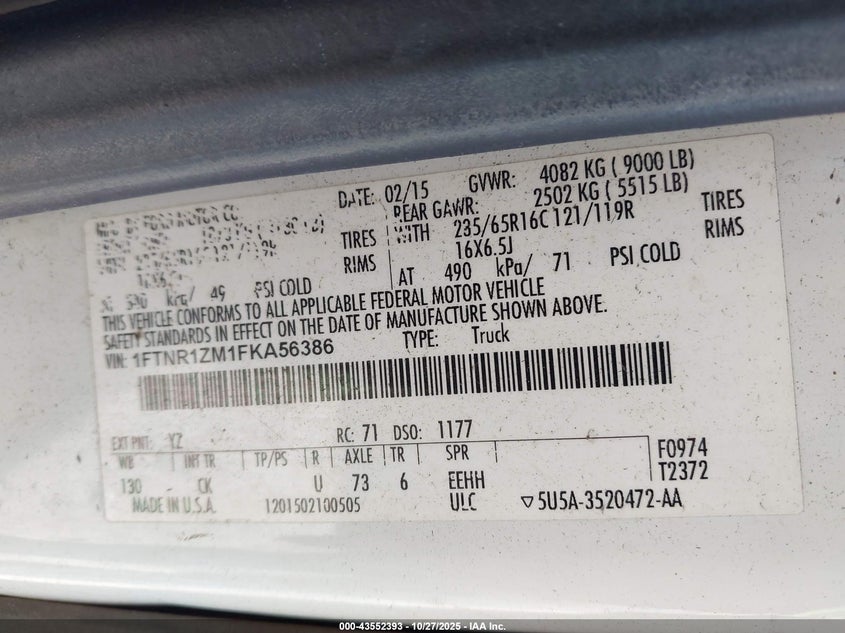 DATE: 02/15 GVWR: 4082 KG ( 9000 LB)
REAR GAWR: 2502 KG ( 5515 LB)
TIRES WITH 235/65R16C 121/119R TIRES
RIMS 16X6.5J RIMS
PSI COLD AT 490 kPa/ 71 PSI COLD
THIS VEHICLE CONFORMS TO ALL APPLICABLE FEDERAL MOTOR VEHICLE
SAFETY STANDARDS IN EFFECT ON THE DATE OF MANUFACTURE SHOWN ABOVE.
VIN: 1FTNR1ZM1FKA56386 TYPE: Truck
EXT PNT: YZ RC: 71 DSO: 1177
WB INT TR TP/PS R AXLE TR SPR F0974
130 CK U 73 6 EEHH T2372
MADE IN U.S.A. 1201502100505 ULC ▽5U5A-3520472-AA
000-43552393 - 10/27/2025 - IAA Inc.